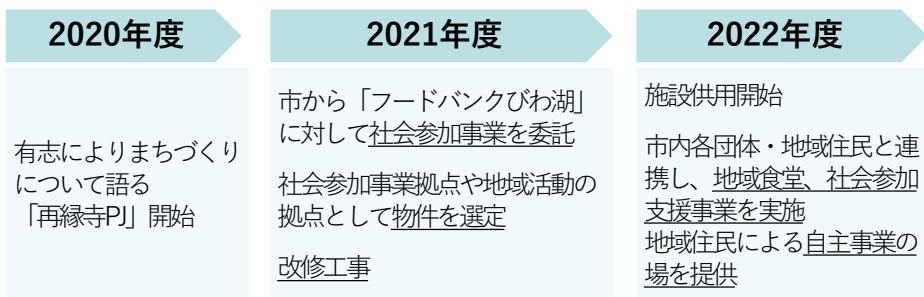 2020年度
有志によりまちづくり
について語る
「再縁寺PJ」開始
2021年度
市から「フードバンクびわ湖」
に対して社会参加事業を委託
社会参加事業拠点や地域活動の
拠点として物件を選定
改修工事
2022年度
施設供用開始
市内各団体・地域住民と連
携し、地域食堂、社会参加
支援事業を実施
地域住民による自主事業の
場を提供